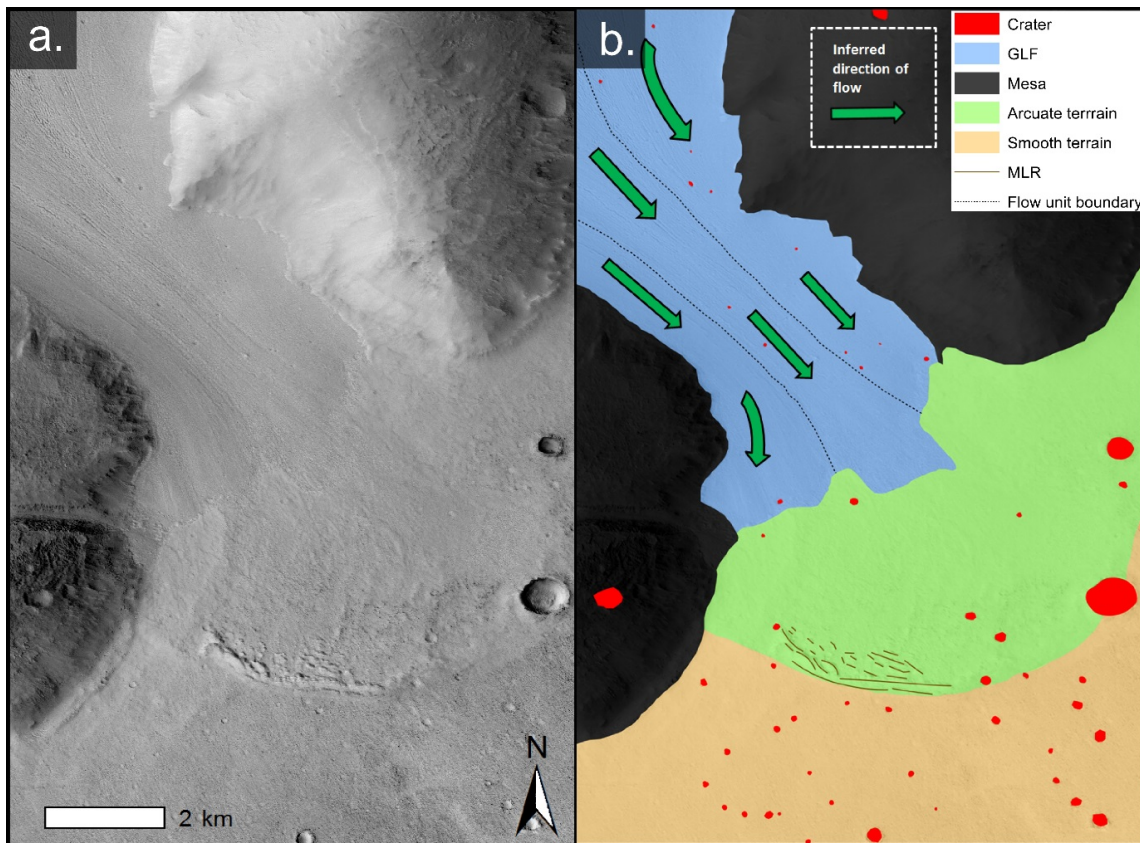 a.
2 km
N
b.
Inferred
direction of
flow
Crater
GLF
Mesa
Arcuate terrrain
Smooth terrain
MLR
Flow unit boundary